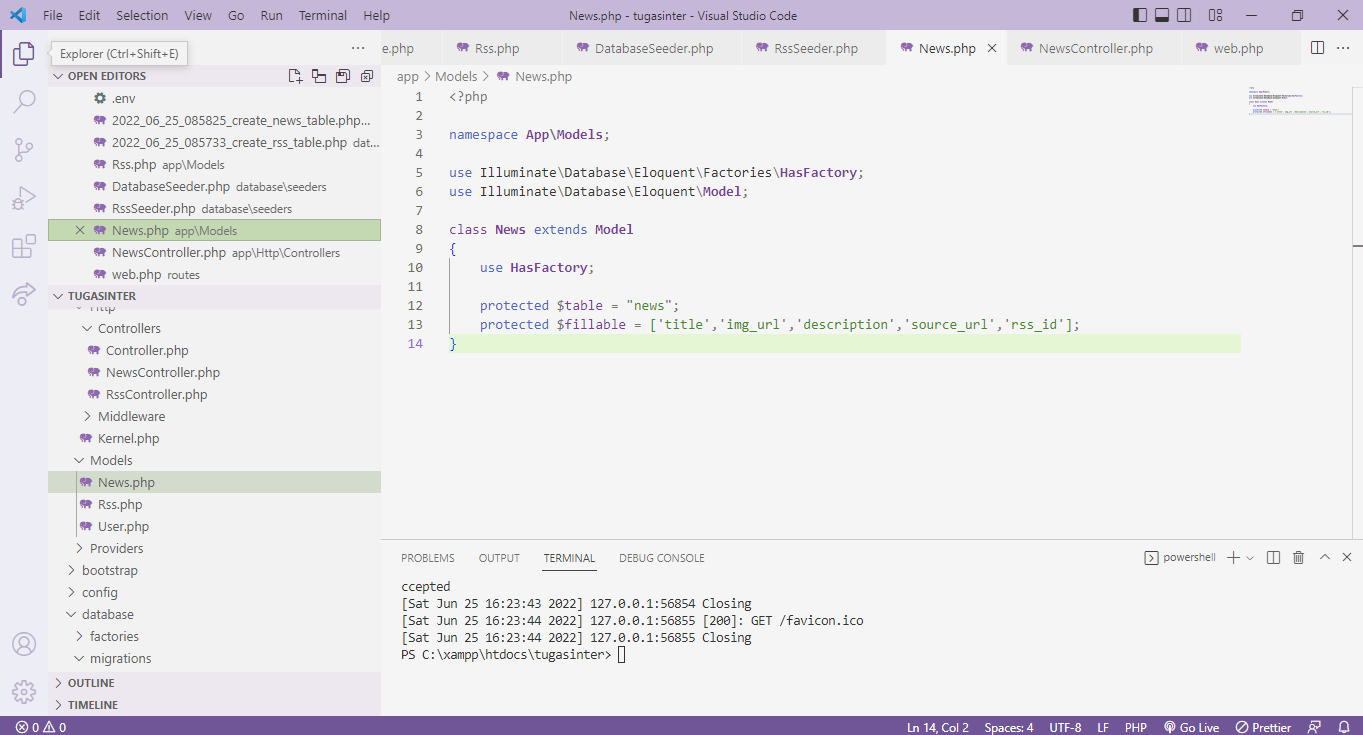 File Edit Selection View Go Run Terminal Help News.php - tugasinter - Visual Studio Code
Explorer (Ctrl+Shift+E)
e.php Rss.php DatabaseSeeder.php RssSeeder.php News.php NewsController.php web.php
OPEN EDITORS
.env
2022_06_25_085825_create_news_table.php...
2022_06_25_085733_create_rss_table.php dat...
Rss.php app\Models
DatabaseSeeder.php database\seeders
RssSeeder.php database\seeders
News.php app\Models
NewsController.php app\Http\Controllers
web.php routes
TUGASINTER
Http
Controllers
Controller.php
NewsController.php
RssController.php
Middleware
Kernel.php
Models
News.php
Rss.php
User.php
Providers
bootstrap
config
database
factories
migrations
OUTLINE
TIMELINE
app > Models > News.php
1 <?php
2
3 namespace App\Models;
4
5 use Illuminate\Database\Eloquent\Factories\HasFactory;
6 use Illuminate\Database\Eloquent\Model;
7
8 class News extends Model
9 {
10 use HasFactory;
11
12 protected $table = "news";
13 protected $fillable = ['title','img_url','description','source_url','rss_id'];
14 }
PROBLEMS OUTPUT TERMINAL DEBUG CONSOLE powershell
ccepted
[Sat Jun 25 16:23:43 2022] 127.0.0.1:56854 Closing
[Sat Jun 25 16:23:44 2022] 127.0.0.1:56855 [200]: GET /favicon.ico
[Sat Jun 25 16:23:44 2022] 127.0.0.1:56855 Closing
PS C:\xampp\htdocs\tugasinter>
0 0 Ln 14, Col 2 Spaces: 4 UTF-8 LF PHP Go Live Prettier